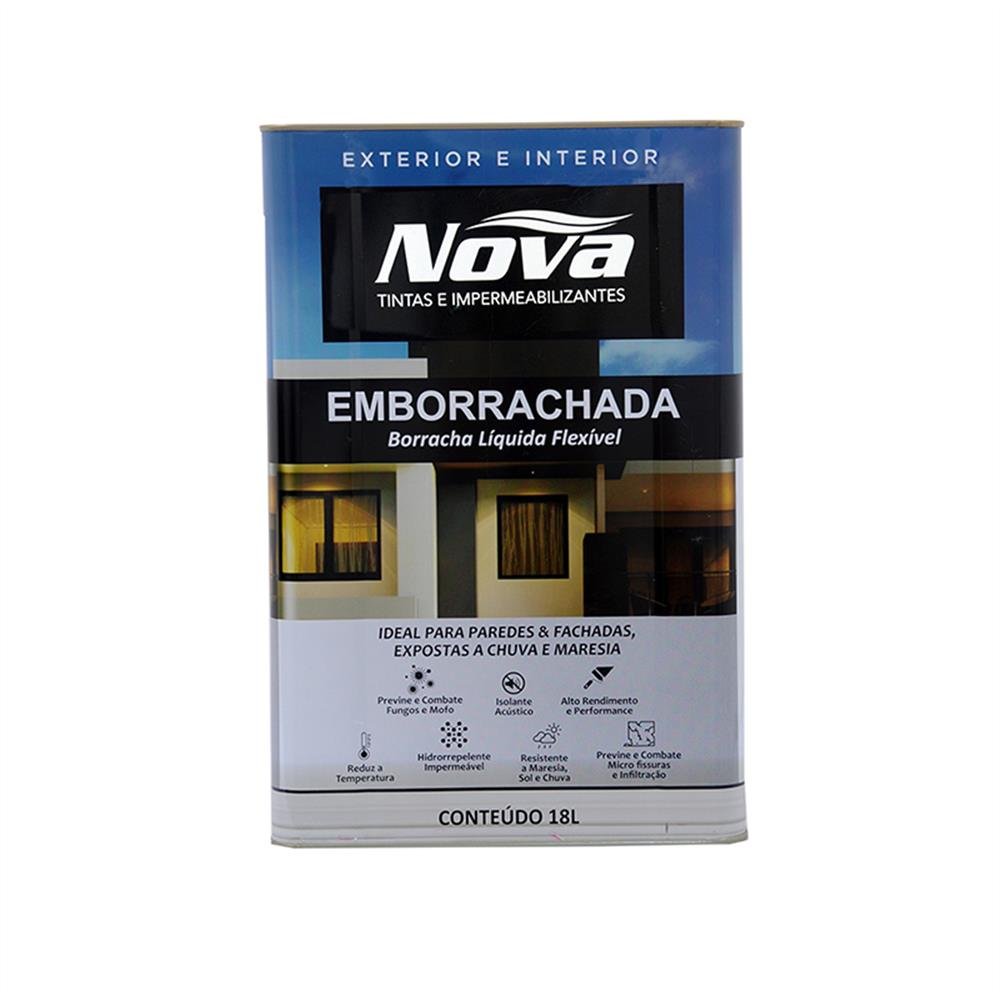 EXTERIOR E INTERIOR
Nova
TINTAS E IMPERMEABILIZANTES
EMBORRACHADA
Borracha Líquida Flexível
IDEAL PARA PAREDES & FACHADAS,
EXPOSTAS A CHUVA E MARESIA
Previne e Combate
Fungos e Mofo
Isolante
Acústico
Alto Rendimento
e Performance
Reduz a
Temperatura
Hidrorrepelente
Impermeável
Resistente
a Maresia,
Sol e Chuva
Previne e Combate
Micro fissuras
e Infiltração
CONTEÚDO 18L